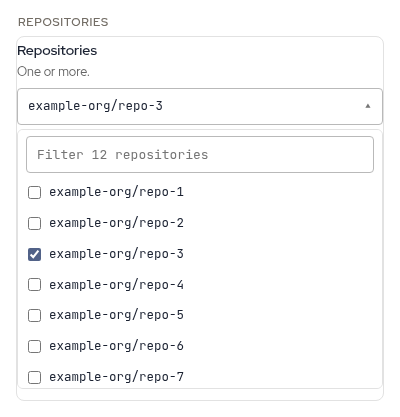 REPOSITORIES
Repositories
One or more.
example-org/repo-3
Filter 12 repositories
example-org/repo-1
example-org/repo-2
example-org/repo-3
example-org/repo-4
example-org/repo-5
example-org/repo-6
example-org/repo-7